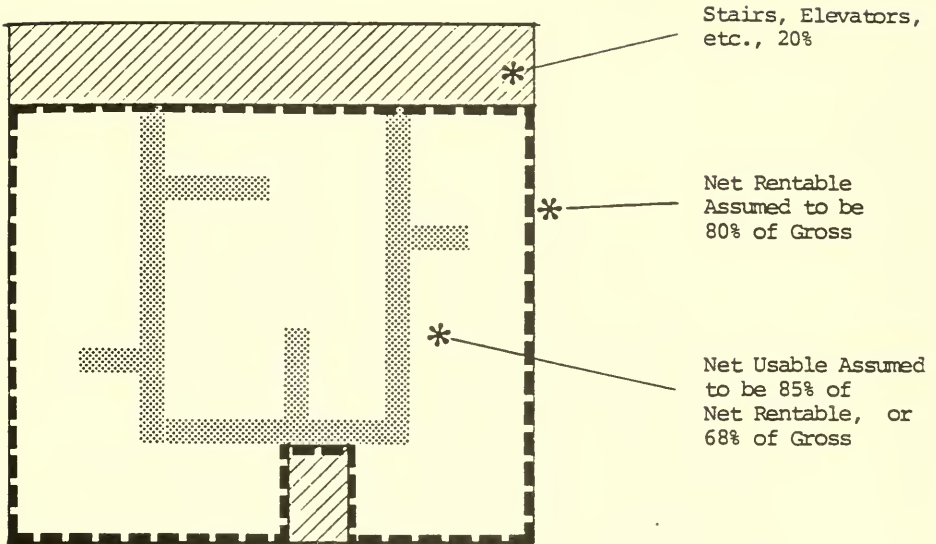 Stairs, Elevators,
etc., 20%
Net Rentable
Assumed to be
80% of Gross
Net Usable Assumed
to be 85% of
Net Rentable, or
68% of Gross